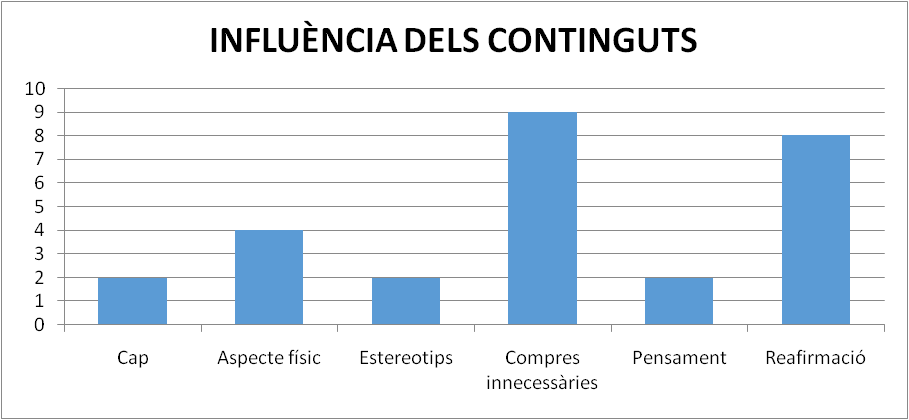 INFLUÈNCIA DELS CONTINGUTS
10
9
8
7
6
5
4
3
2
1
0
Cap
Aspecte físic
Estereotips
Compres
innecessàries
Pensament
Reafirmació